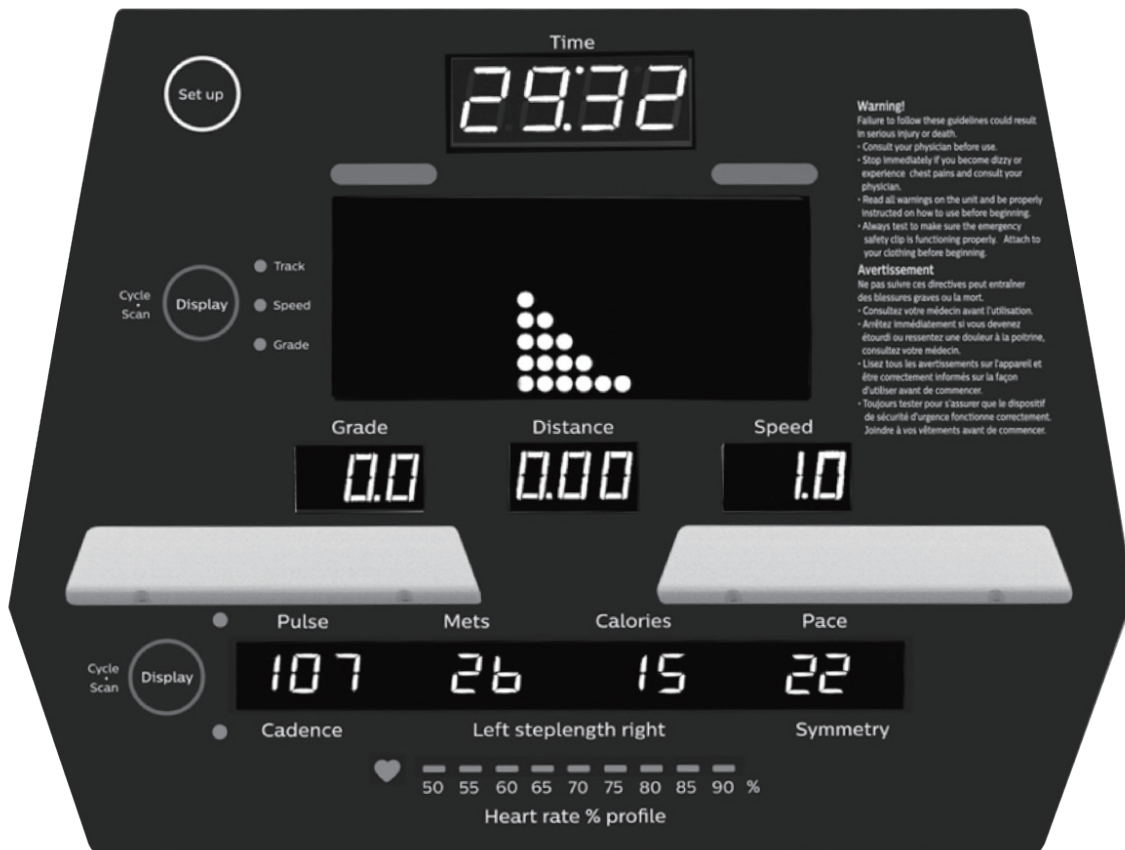 Time
29:32
Set up
Warning!
Failure to follow these guidelines could result
in serious injury or death.
• Consult your physician before use.
• Stop immediately if you become dizzy or
experience chest pains and consult your
physician.
• Read all warnings on the unit and be properly
instructed on how to use before beginning.
• Always test to make sure the emergency
safety clip is functioning properly. Attach to
your clothing before beginning.
Avertissement
Ne pas suivre ces directives peut entraîner
des blessures graves ou la mort.
• Consultez votre médecin avant l'utilisation.
• Arrêtez immédiatement si vous devenez
étourdi ou ressentez une douleur à la poitrine,
consultez votre médecin.
• Lisez tous les avertissements sur l'appareil et
être correctement informés sur la façon
d'utiliser avant de commencer.
• Toujours tester pour s'assurer que le dispositif
de sécurité d'urgence fonctionne correctement.
Joindre à vos vêtements avant de commencer.
Cycle
•
Scan
Display
Track
Speed
Grade
Grade Distance Speed
0.0 0.00 1.0
Pulse Mets Calories Pace
Cycle
•
Scan
Display
107 26 15 22
Cadence Left steplength right Symmetry
50 55 60 65 70 75 80 85 90 %
Heart rate % profile